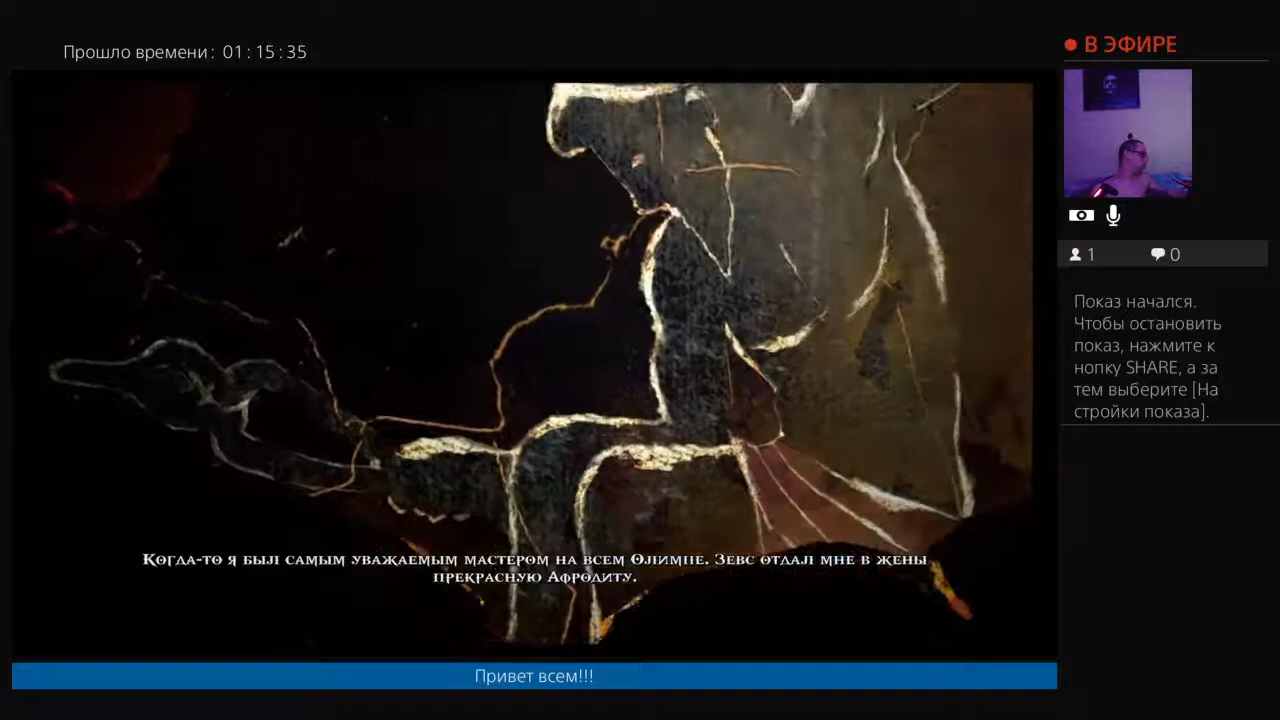 Прошло времени: 01:15:35
В ЭФИРЕ
1 0
Показ начался.
Чтобы остановить
показ, нажмите к
нопку SHARE, а за
тем выберите [На
стройки показа].
Когда-то я был самым уважаемым мастером на всем Олимпе. Зевс отдал мне в жены
прекрасную Афродиту.
Привет всем!!!